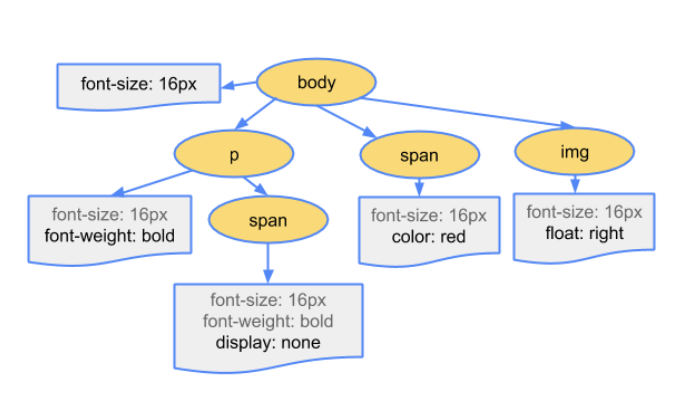 font-size: 16px
body
p
span
img
font-size: 16px
font-weight: bold
span
font-size: 16px
color: red
font-size: 16px
float: right
font-size: 16px
font-weight: bold
display: none